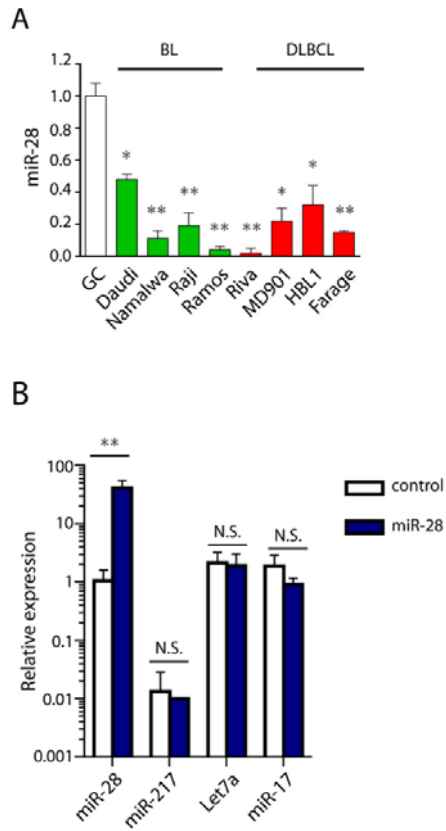 A
BL
DLBCL
miR-28
1.2
1.0
0.8
0.6
0.4
0.2
0.0
* ** ** ** ** * * **
GC Daudi Namalwa Raji Ramos Riva MD901 HBL1 Farage
B
**
N.S.
N.S.
N.S.
control
miR-28
Relative expression
100
10
1
0.1
0.01
0.001
miR-28 miR-217 Let7a miR-17